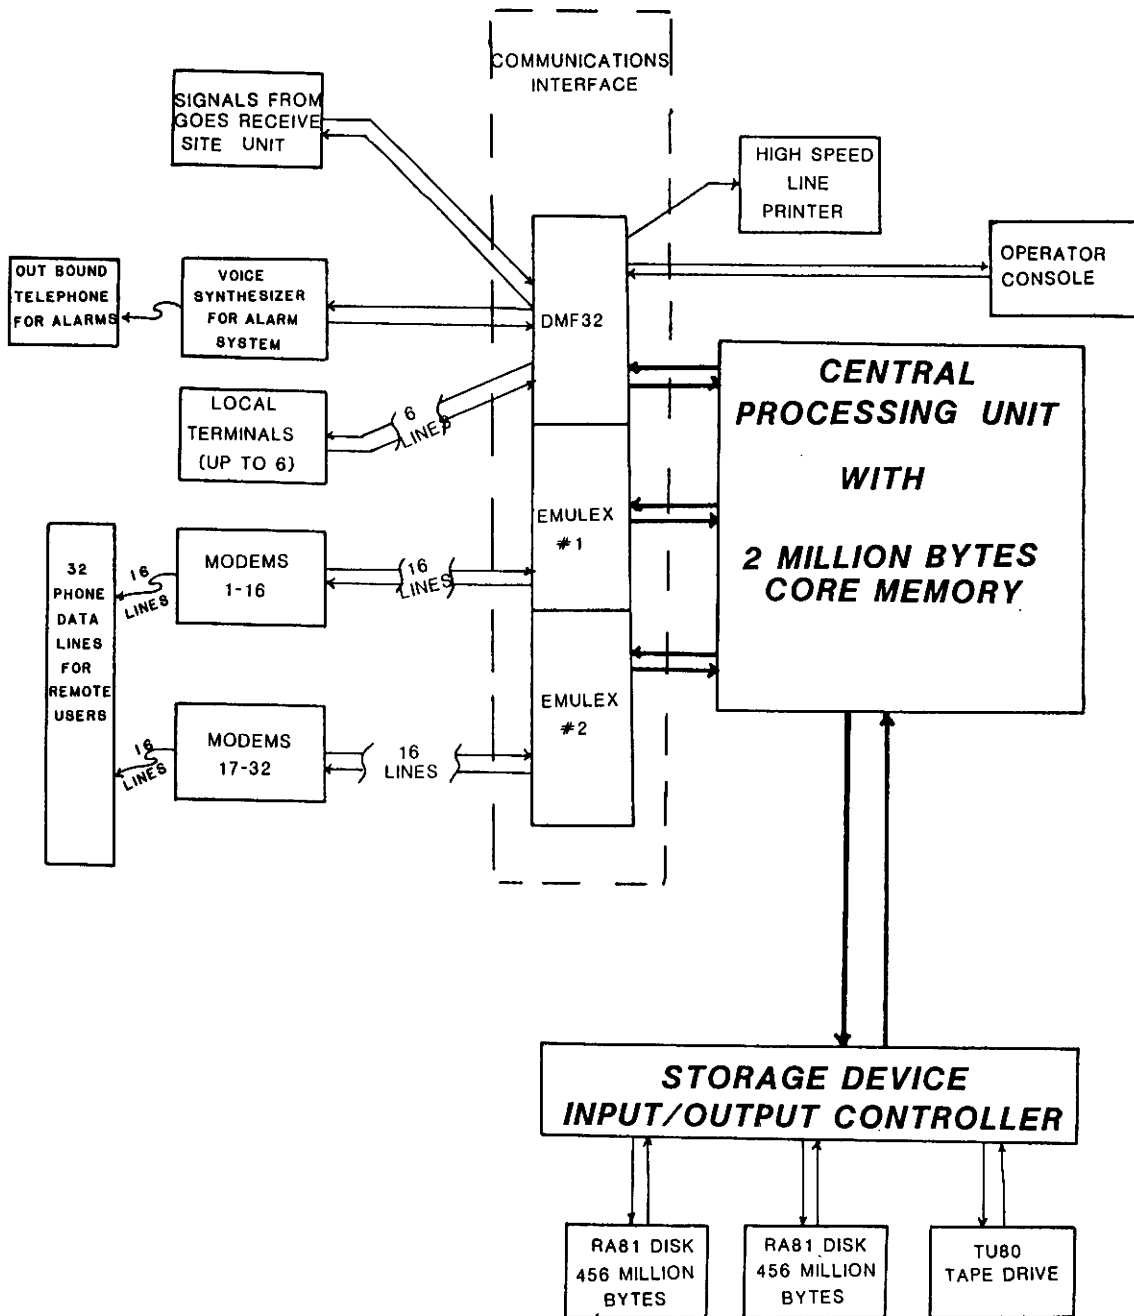 COMMUNICATIONS
INTERFACE
SIGNALS FROM
GOES RECEIVE
SITE UNIT
HIGH SPEED
LINE
PRINTER
OPERATOR
CONSOLE
OUT BOUND
TELEPHONE
FOR ALARMS
VOICE
SYNTHESIZER
FOR ALARM
SYSTEM
DMF32
LOCAL
TERMINALS
(UP TO 6)
6
LINES
CENTRAL
PROCESSING UNIT
WITH
2 MILLION BYTES
CORE MEMORY
EMULEX
#1
32
PHONE
DATA
LINES
FOR
REMOTE
USERS
16
LINES
MODEMS
1-16
16
LINES
EMULEX
#2
16
LINES
MODEMS
17-32
16
LINES
STORAGE DEVICE
INPUT/OUTPUT CONTROLLER
RA81 DISK
456 MILLION
BYTES
RA81 DISK
456 MILLION
BYTES
TU80
TAPE DRIVE